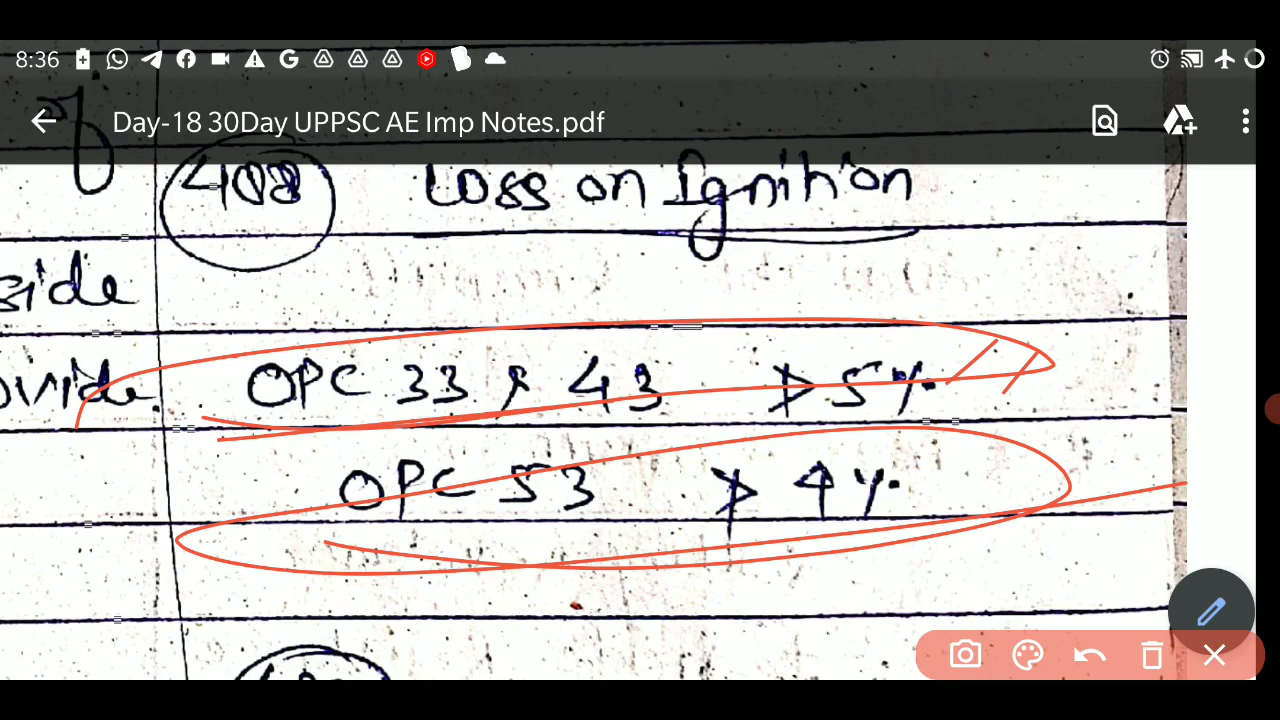 8:36
Day-18 30Day UPPSC AE Imp Notes.pdf
Loss on Ignition
side
OPC 33 & 43 ≯ 5%
OPC 53 ≯ 4%